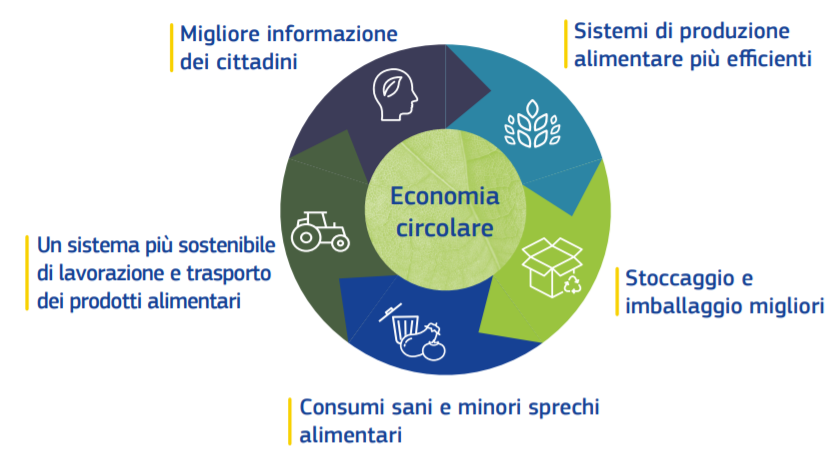 Migliore informazione
dei cittadini
Sistemi di produzione
alimentare più efficienti
Economia
circolare
Un sistema più sostenibile
di lavorazione e trasporto
dei prodotti alimentari
Stoccaggio e
imballaggio migliori
Consumi sani e minori sprechi
alimentari